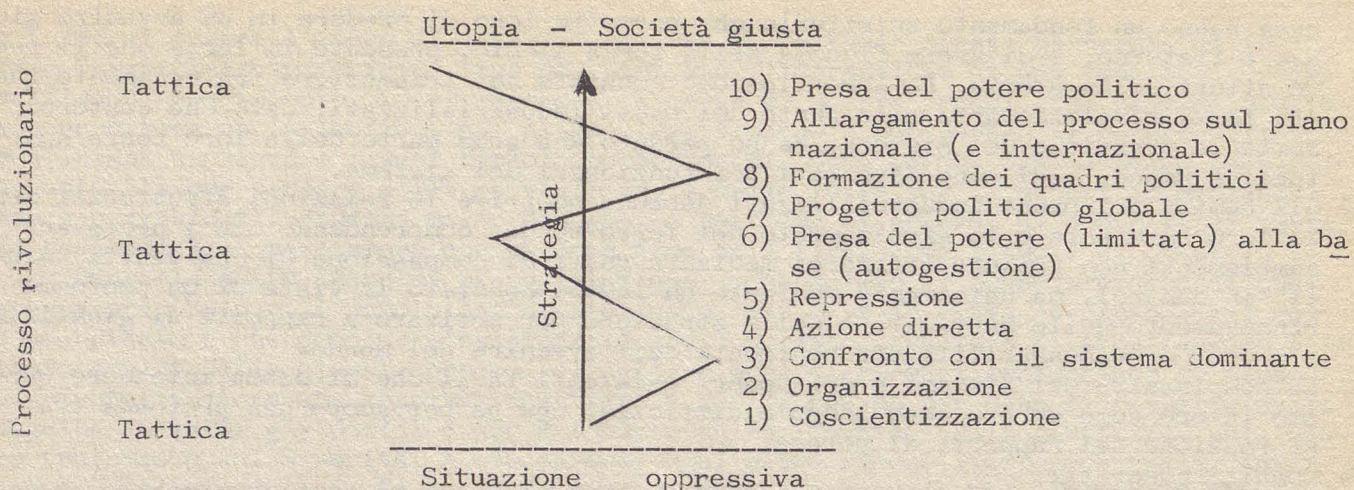 Utopia - Società giusta
Processo rivoluzionario
Tattica
Tattica
Tattica
Strategia
10) Presa del potere politico
9) Allargamento del processo sul piano
nazionale (e internazionale)
8) Formazione dei quadri politici
7) Progetto politico globale
6) Presa del potere (limitata) alla ba
se (autogestione)
5) Repressione
4) Azione diretta
3) Confronto con il sistema dominante
2) Organizzazione
1) Coscientizzazione
Situazione oppressiva